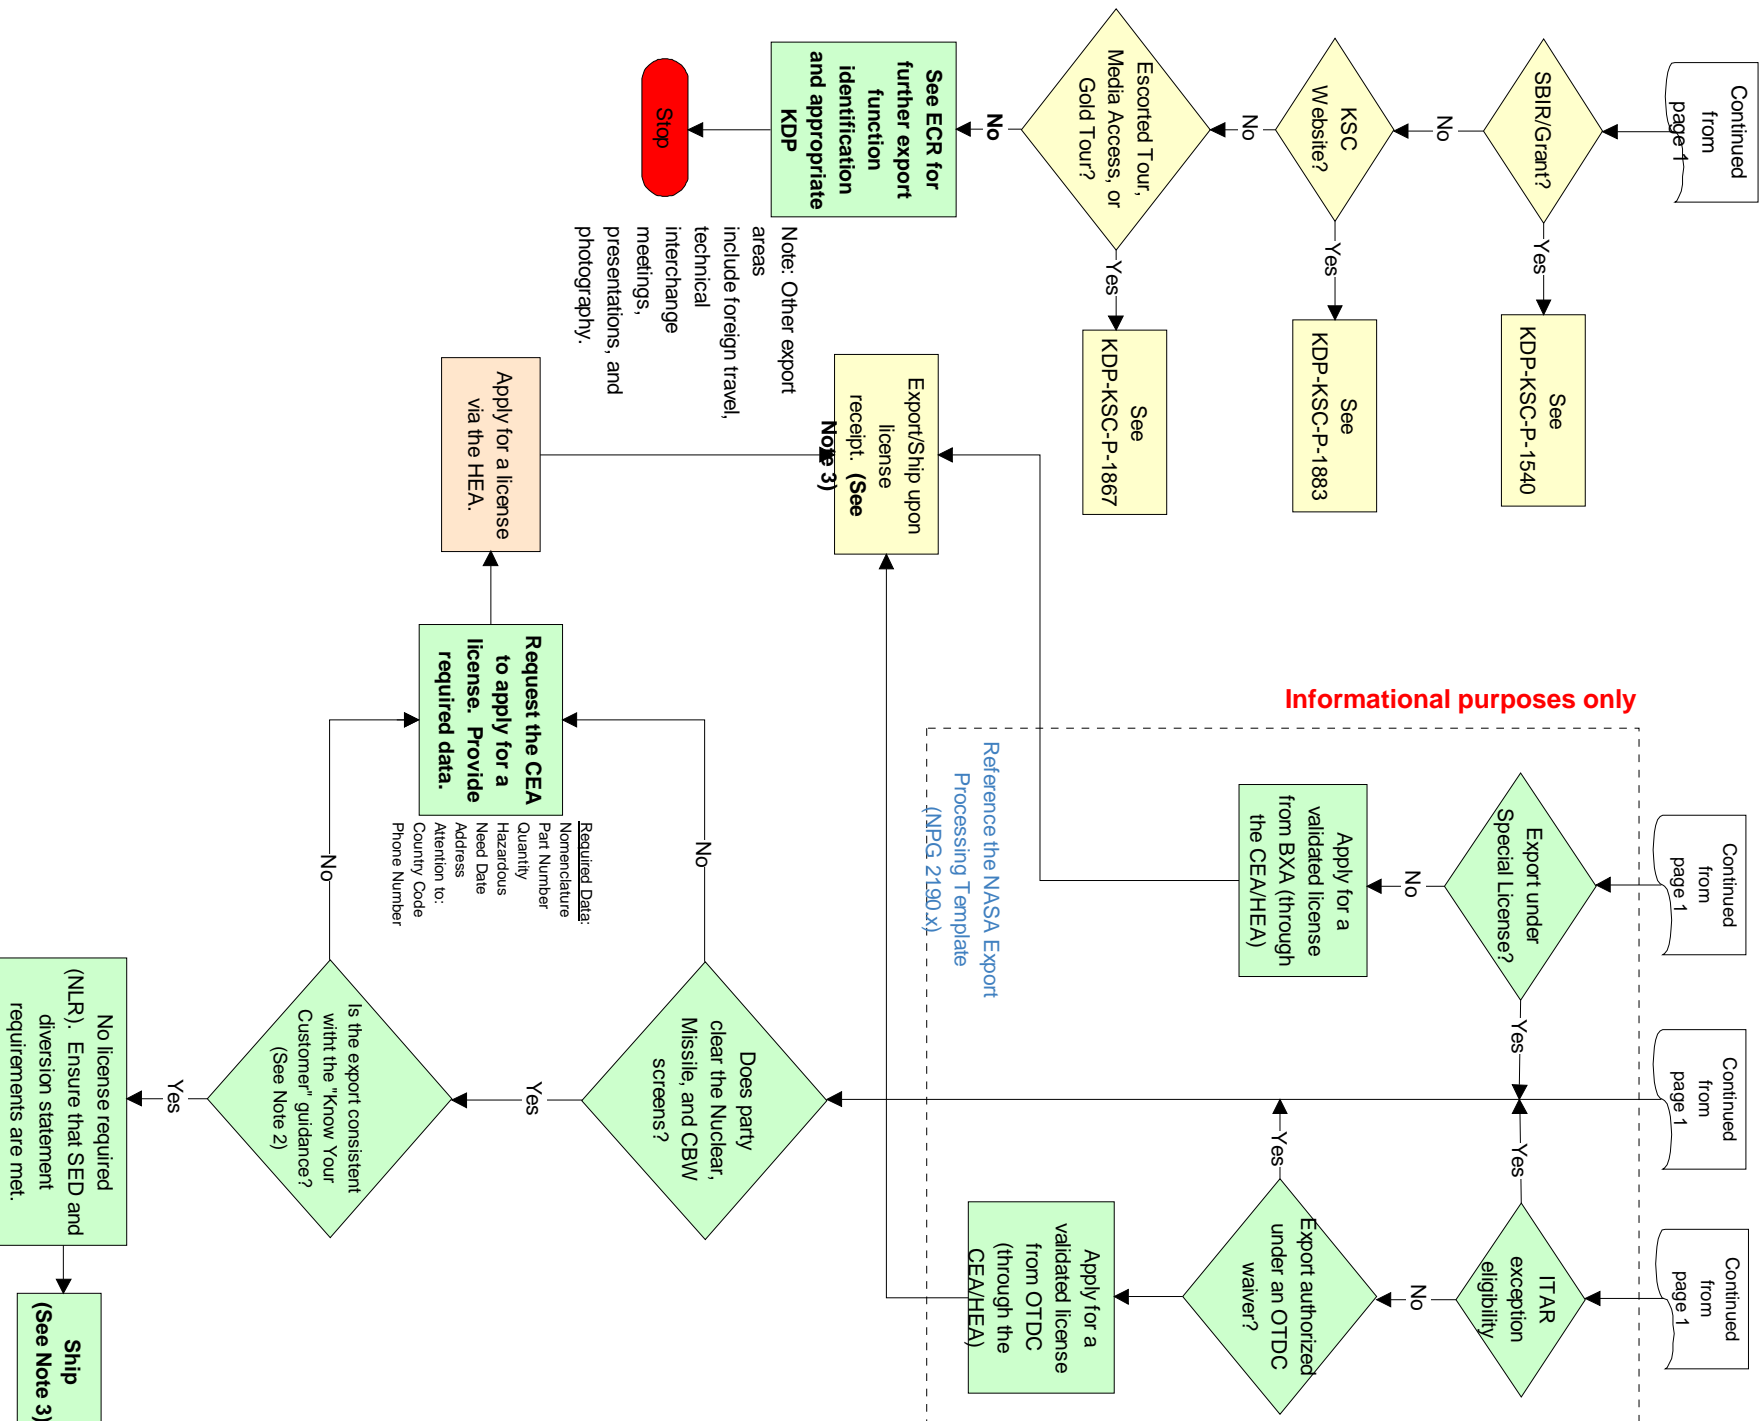 Continued
from
page 1
SBIR/Grant?
Yes
See
KDP-KSC-P-1540
No
KSC
Website?
Yes
See
KDP-KSC-P-1883
No
Escorted Tour,
Media Access, or
Gold Tour?
Yes
See
KDP-KSC-P-1867
No
See ECR for
further export
function
identification
and appropriate
KDP
Stop
Note: Other export
areas
include foreign travel,
technical
interchange
meetings,
presentations, and
photography.
Informational purposes only
Reference the NASA Export
Processing Template
(NPG 2190.x)
Continued
from
page 1
Export under
Special License?
Yes
No
Apply for a
validated license
from BXA (through
the CEA/HEA)
Continued
from
page 1
Continued
from
page 1
ITAR
exception
eligibility
Yes
No
Export authorized
under an OTDC
waiver?
Yes
Apply for a
validated license
from OTDC
(through the
CEA/HEA)
Export/Ship upon
license
receipt. (See
Note 3)
Does party
clear the Nuclear,
Missile, and CBW
screens?
No
Yes
Is the export consistent
witht the "Know Your
Customer" guidance?
(See Note 2)
No
Yes
Request the CEA
to apply for a
license. Provide
required data.
Required Data:
Nomenclature
Part Number
Quantity
Hazardous
Need Date
Address
Attention to:
Country Code
Phone Number
Apply for a license
via the HEA.
No license required
(NLR). Ensure that SED and
diversion statement
requirements are met.
Ship
(See Note 3)